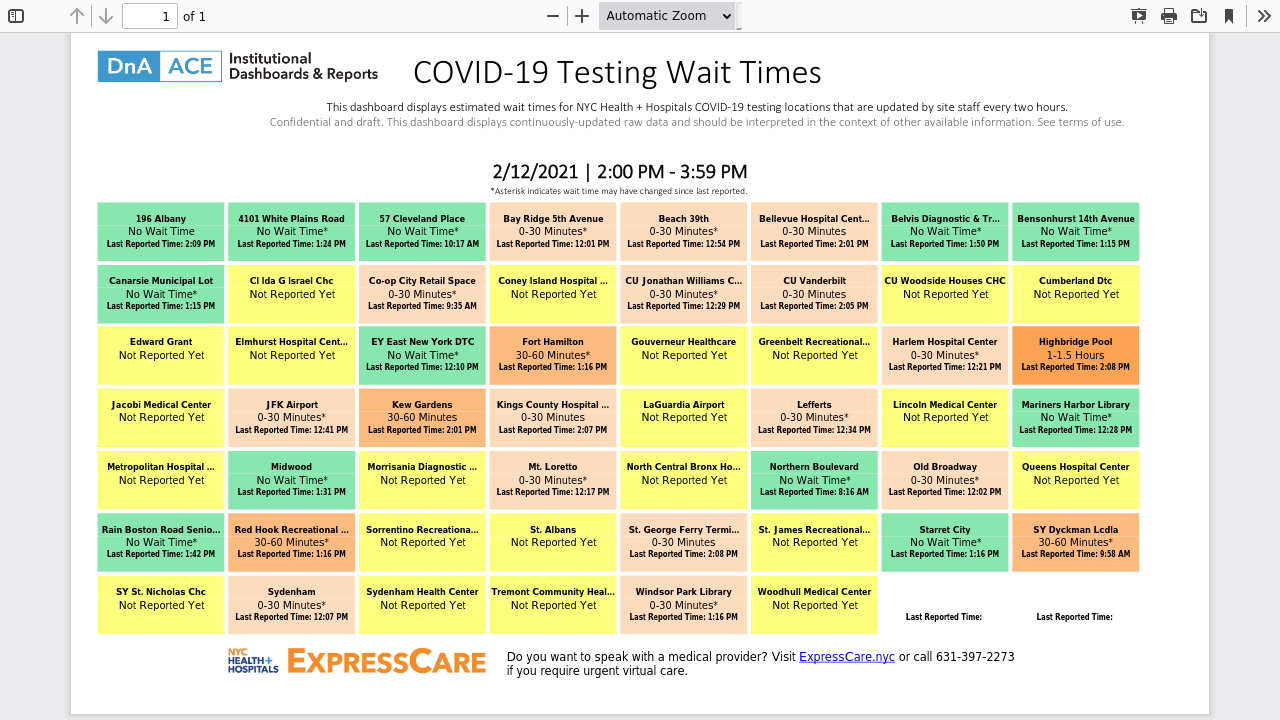 1 of 1
Automatic Zoom
DnA ACE Institutional
Dashboards & Reports
COVID-19 Testing Wait Times
This dashboard displays estimated wait times for NYC Health + Hospitals COVID-19 testing locations that are updated by site staff every two hours.
Confidential and draft. This dashboard displays continuously-updated raw data and should be interpreted in the context of other available information. See terms of use.
2/12/2021 | 2:00 PM - 3:59 PM
*Asterisk indicates wait time may have changed since last reported.
196 Albany
No Wait Time
Last Reported Time: 2:09 PM
4101 White Plains Road
No Wait Time*
Last Reported Time: 1:24 PM
57 Cleveland Place
No Wait Time*
Last Reported Time: 10:17 AM
Bay Ridge 5th Avenue
0-30 Minutes*
Last Reported Time: 12:01 PM
Beach 39th
0-30 Minutes*
Last Reported Time: 12:54 PM
Bellevue Hospital Cent...
0-30 Minutes
Last Reported Time: 2:01 PM
Belvis Diagnostic & Tr...
No Wait Time*
Last Reported Time: 1:50 PM
Bensonhurst 14th Avenue
No Wait Time*
Last Reported Time: 1:15 PM
Canarsie Municipal Lot
No Wait Time*
Last Reported Time: 1:15 PM
Cl Ida G Israel Chc
Not Reported Yet
Co-op City Retail Space
0-30 Minutes*
Last Reported Time: 9:35 AM
Coney Island Hospital ...
Not Reported Yet
CU Jonathan Williams C...
0-30 Minutes*
Last Reported Time: 12:29 PM
CU Vanderbilt
0-30 Minutes
Last Reported Time: 2:05 PM
CU Woodside Houses CHC
Not Reported Yet
Cumberland Dtc
Not Reported Yet
Edward Grant
Not Reported Yet
Elmhurst Hospital Cent...
Not Reported Yet
EY East New York DTC
No Wait Time*
Last Reported Time: 12:10 PM
Fort Hamilton
30-60 Minutes*
Last Reported Time: 1:16 PM
Gouverneur Healthcare
Not Reported Yet
Greenbelt Recreational...
Not Reported Yet
Harlem Hospital Center
0-30 Minutes*
Last Reported Time: 12:21 PM
Highbridge Pool
1-1.5 Hours
Last Reported Time: 2:08 PM
Jacobi Medical Center
Not Reported Yet
JFK Airport
0-30 Minutes*
Last Reported Time: 12:41 PM
Kew Gardens
30-60 Minutes
Last Reported Time: 2:01 PM
Kings County Hospital ...
0-30 Minutes
Last Reported Time: 2:07 PM
LaGuardia Airport
Not Reported Yet
Lefferts
0-30 Minutes*
Last Reported Time: 12:34 PM
Lincoln Medical Center
Not Reported Yet
Mariners Harbor Library
No Wait Time*
Last Reported Time: 12:28 PM
Metropolitan Hospital ...
Not Reported Yet
Midwood
No Wait Time*
Last Reported Time: 1:31 PM
Morrisania Diagnostic ...
Not Reported Yet
Mt. Loretto
0-30 Minutes*
Last Reported Time: 12:17 PM
North Central Bronx Ho...
Not Reported Yet
Northern Boulevard
No Wait Time*
Last Reported Time: 8:16 AM
Old Broadway
0-30 Minutes*
Last Reported Time: 12:02 PM
Queens Hospital Center
Not Reported Yet
Rain Boston Road Senio...
No Wait Time*
Last Reported Time: 1:42 PM
Red Hook Recreational ...
30-60 Minutes*
Last Reported Time: 1:16 PM
Sorrentino Recreationa...
Not Reported Yet
St. Albans
Not Reported Yet
St. George Ferry Termi...
0-30 Minutes
Last Reported Time: 2:08 PM
St. James Recreational...
Not Reported Yet
Starret City
No Wait Time*
Last Reported Time: 1:16 PM
SY Dyckman Lcdla
30-60 Minutes*
Last Reported Time: 9:58 AM
SY St. Nicholas Chc
Not Reported Yet
Sydenham
0-30 Minutes*
Last Reported Time: 12:07 PM
Sydenham Health Center
Not Reported Yet
Tremont Community Heal...
Not Reported Yet
Windsor Park Library
0-30 Minutes*
Last Reported Time: 1:16 PM
Woodhull Medical Center
Not Reported Yet
Last Reported Time:
Last Reported Time:
NYC
HEALTH+
HOSPITALS
EXPRESSCARE
Do you want to speak with a medical provider? Visit ExpressCare.nyc or call 631-397-2273
if you require urgent virtual care.